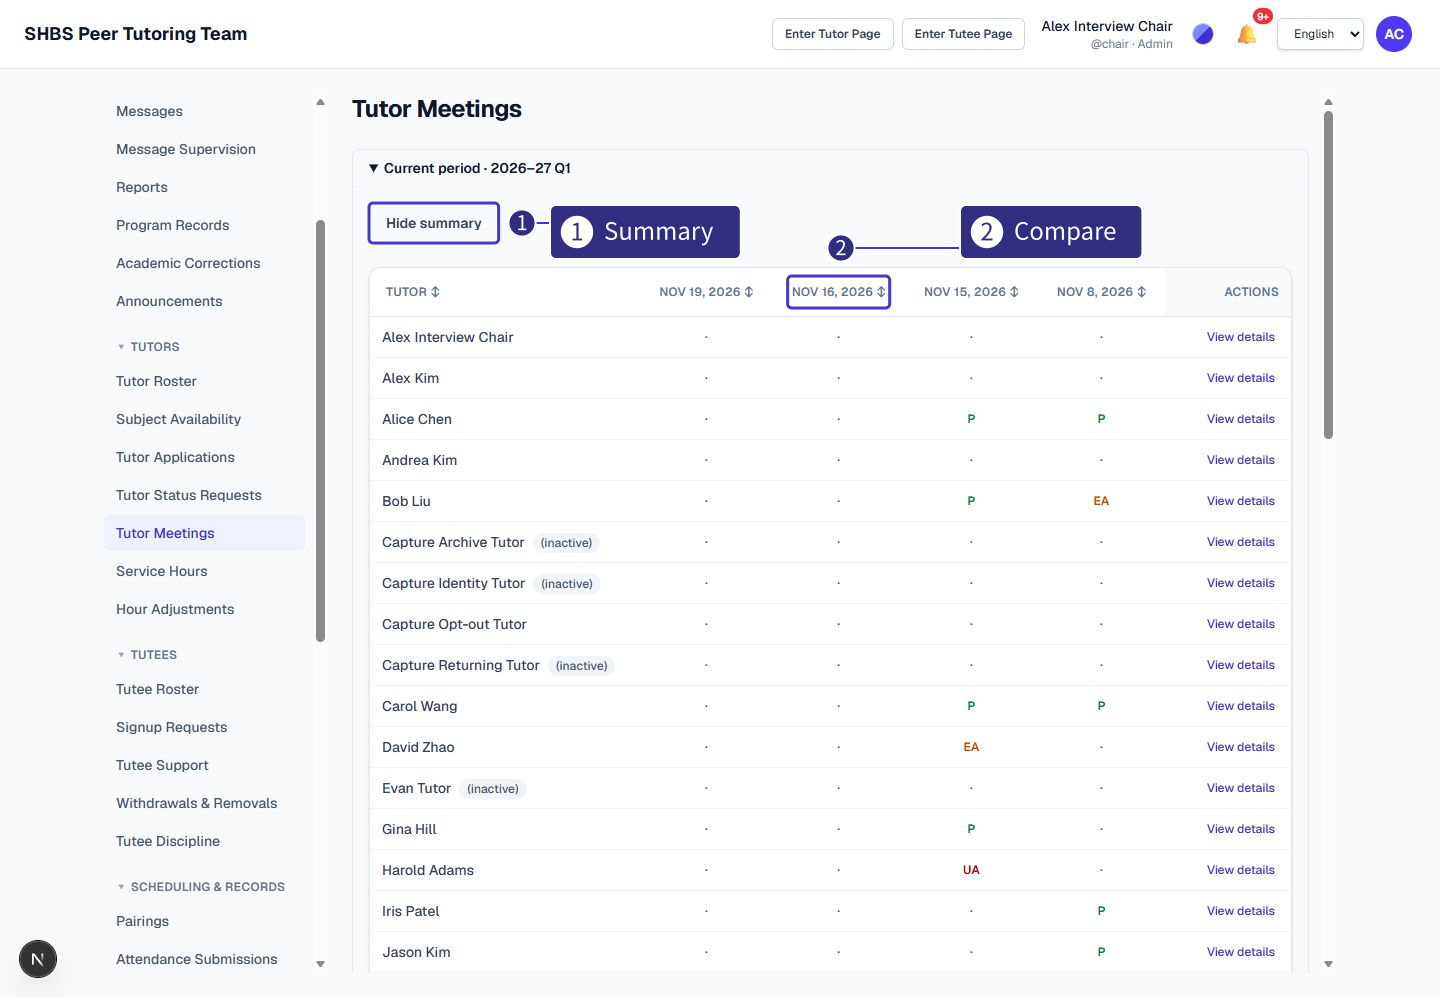 SHBS Peer Tutoring Team
Enter Tutor Page
Enter Tutee Page
Alex Interview Chair
@chair · Admin
9+
English
AC
Messages
Message Supervision
Reports
Program Records
Academic Corrections
Announcements
TUTORS
Tutor Roster
Subject Availability
Tutor Applications
Tutor Status Requests
Tutor Meetings
Service Hours
Hour Adjustments
TUTEES
Tutee Roster
Signup Requests
Tutee Support
Withdrawals & Removals
Tutee Discipline
SCHEDULING & RECORDS
Pairings
Attendance Submissions
N
Tutor Meetings
Current period · 2026–27 Q1
Hide summary
1
1 Summary
2
2 Compare
TUTOR NOV 19, 2026 NOV 16, 2026 NOV 15, 2026 NOV 8, 2026 ACTIONS
Alex Interview Chair · · · · View details
Alex Kim · · · · View details
Alice Chen · · P P View details
Andrea Kim · · · · View details
Bob Liu · · P EA View details
Capture Archive Tutor (inactive) · · · · View details
Capture Identity Tutor (inactive) · · · · View details
Capture Opt-out Tutor · · · · View details
Capture Returning Tutor (inactive) · · · · View details
Carol Wang · · P P View details
David Zhao · · EA · View details
Evan Tutor (inactive) · · · · View details
Gina Hill · · P · View details
Harold Adams · · UA · View details
Iris Patel · · · P View details
Jason Kim · · · P View details